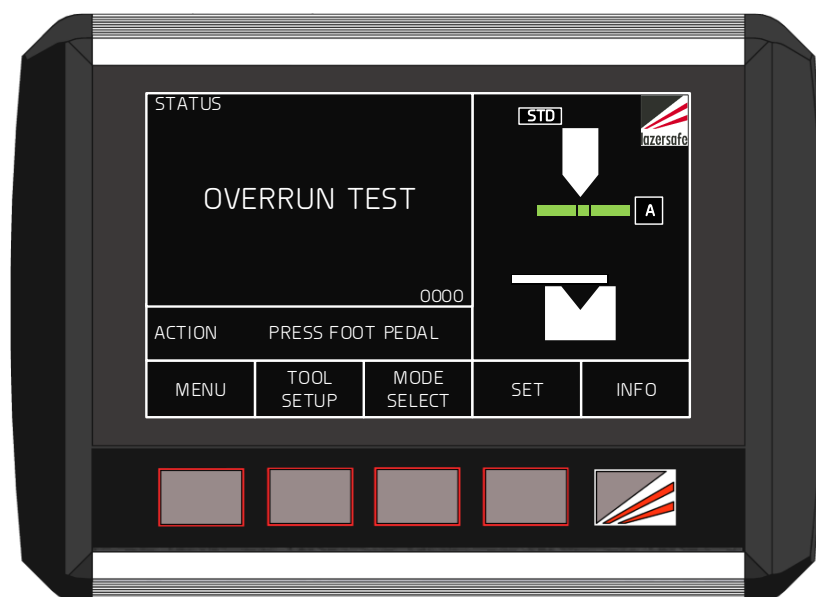 STATUS
OVERRUN TEST
0000
ACTION PRESS FOOT PEDAL
STD
lazersafe
A
MENU
TOOL
SETUP
MODE
SELECT
SET
INFO